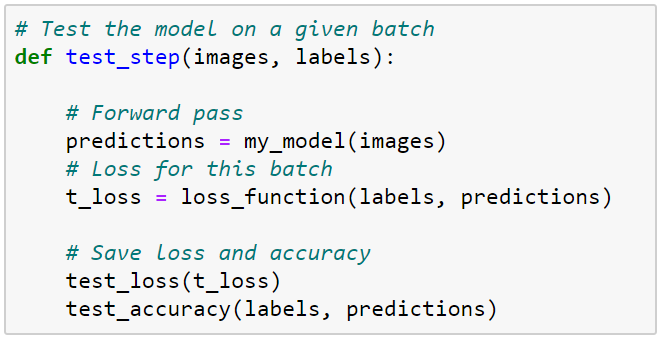 # Test the model on a given batch
def test_step(images, labels):
    # Forward pass
    predictions = my_model(images)
    # Loss for this batch
    t_loss = loss_function(labels, predictions)
    # Save loss and accuracy
    test_loss(t_loss)
    test_accuracy(labels, predictions)